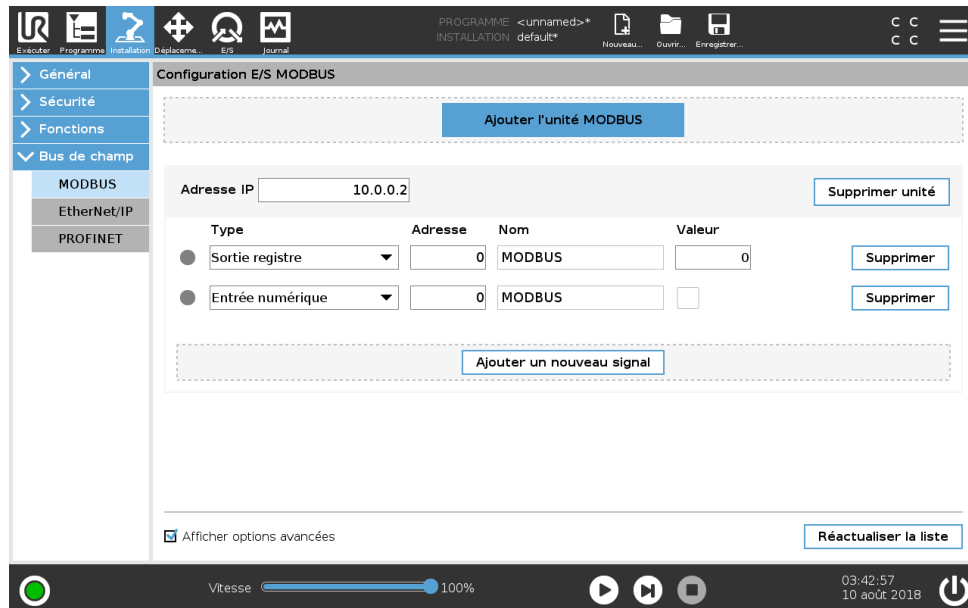 PROGRAMME <unnamed>*
INSTALLATION default*
C C
C C
Exécuter Programme Installation Déplaceme... E/S Journal Nouveau... Ouvrir... Enregistrer...
Général
Configuration E/S MODBUS
Sécurité
Ajouter l'unité MODBUS
Fonctions
Bus de champ
MODBUS
Adresse IP 10.0.0.2 Supprimer unité
EtherNet/IP
PROFINET
Type Adresse Nom Valeur
Sortie registre 0 MODBUS 0 Supprimer
Entrée numérique 0 MODBUS Supprimer
Ajouter un nouveau signal
Afficher options avancées Réactualiser la liste
Vitesse 100% 03:42:57
10 août 2018